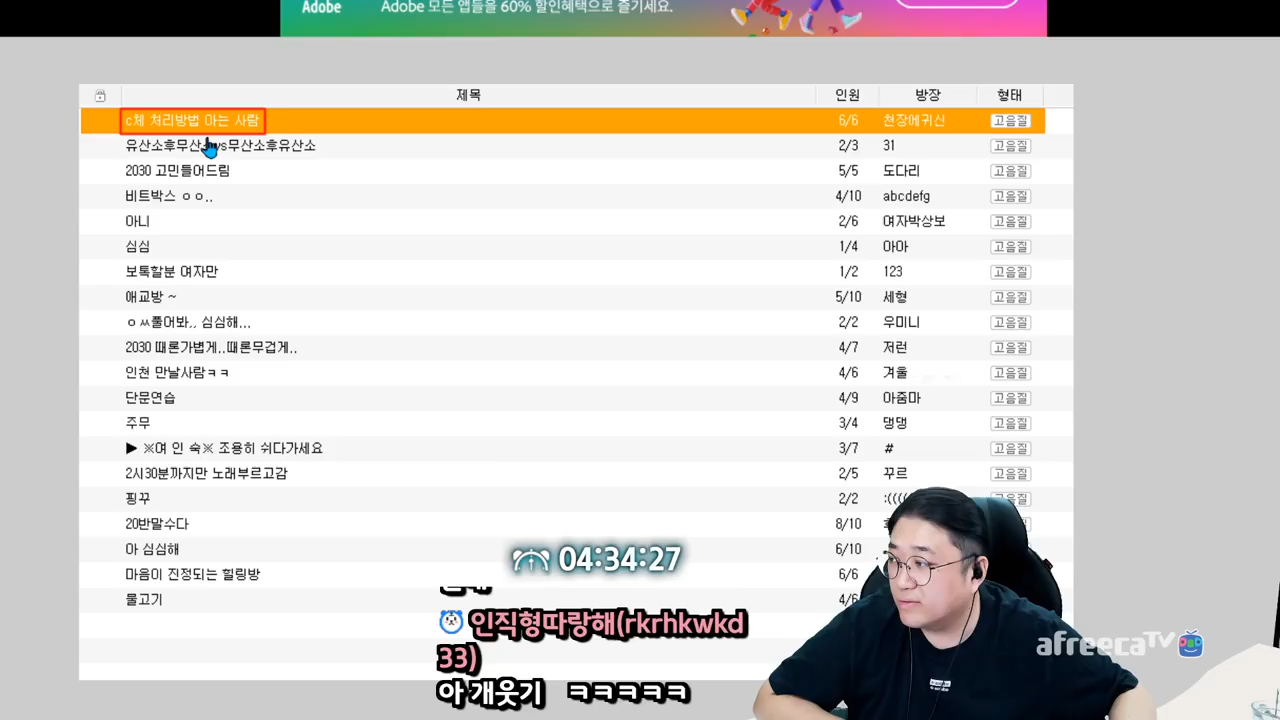 Adobe
Adobe 모든 앱들을 60% 할인혜택으로 즐기세요.
제목 인원 방장 형태
c체 처리방법 아는 사람 6/6 천장에귀신 고음질
유산소후무산 vs무산소후유산소 2/3 31 고음질
2030 고민들어드림 5/5 도다리 고음질
비트박스 ㅇㅇ.. 4/10 abcdefg 고음질
아니 2/6 여자박상보 고음질
심심 1/4 아아 고음질
보톡할분 여자만 1/2 123 고음질
애교방 ~ 5/10 세형 고음질
ㅇㅆ풀어봐,, 심심해... 2/2 우미니 고음질
2030 때론가볍게..때론무겁게.. 4/7 저런 고음질
인천 만날사람ㅋㅋ 4/6 겨울 고음질
단문연습 4/9 아줌마 고음질
주무 3/4 댕댕 고음질
▶ ※여 인 숙※ 조용히 쉬다가세요 3/7 # 고음질
2시30분까지만 노래부르고감 2/5 꾸르 고음질
핑꾸 2/2 :((((
20반말수다 8/10
아 심심해 6/10
마음이 진정되는 힐링방 6/6
물고기
04:34:27
인직형따랑해(rkrhkwkd
33)
아 개웃기 ㅋㅋㅋㅋㅋ
afreecaTV